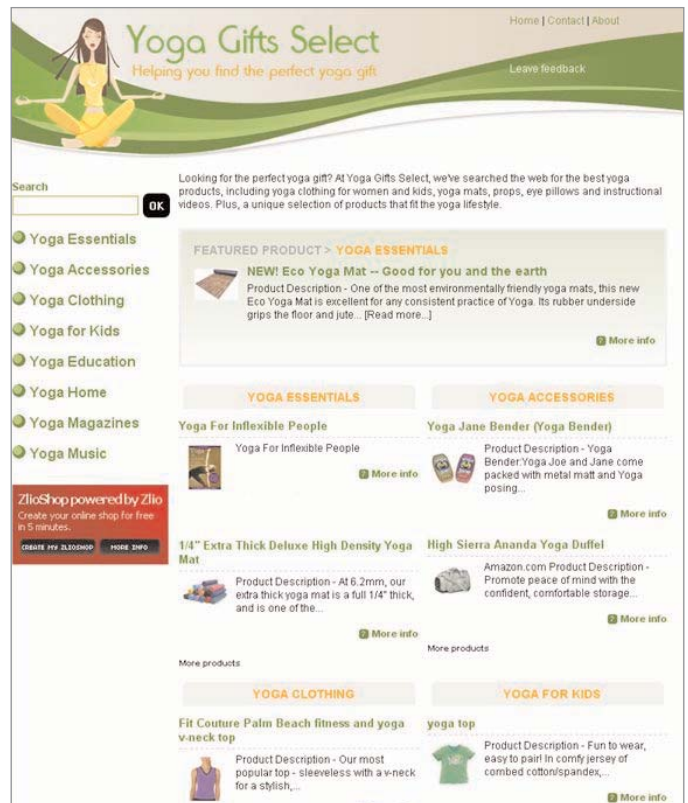 Yoga Gifts Select
Helping you find the perfect yoga gift
Home | Contact | About
Leave feedback
Search
OK
Yoga Essentials
Yoga Accessories
Yoga Clothing
Yoga for Kids
Yoga Education
Yoga Home
Yoga Magazines
Yoga Music
ZlioShop powered by Zlio
Create your online shop for free
in 5 minutes.
CREATE MY ZLIOSHOP
MORE INFO
Looking for the perfect yoga gift? At Yoga Gifts Select, we've searched the web for the best yoga
products, including yoga clothing for women and kids, yoga mats, props, eye pillows and instructional
videos. Plus, a unique selection of products that fit the yoga lifestyle.
FEATURED PRODUCT > YOGA ESSENTIALS
NEW! Eco Yoga Mat -- Good for you and the earth
Product Description - One of the most environmentally friendly yoga mats, this new
Eco Yoga Mat is excellent for any consistent practice of Yoga. Its rubber underside
grips the floor and jute... [Read more...]
? More info
YOGA ESSENTIALS
Yoga For Inflexible People
Yoga For Inflexible People
? More info
1/4" Extra Thick Deluxe High Density Yoga
Mat
Product Description - At 6.2mm, our
extra thick yoga mat is a full 1/4" thick,
and is one of the...
? More info
More products
YOGA ACCESSORIES
Yoga Jane Bender (Yoga Bender)
Product Description - Yoga
Bender:Yoga Joe and Jane come
packed with metal matt and Yoga
posing...
? More info
High Sierra Ananda Yoga Duffel
Amazon.com Product Description -
Promote peace of mind with the
confident, comfortable storage...
? More info
More products
YOGA CLOTHING
Fit Couture Palm Beach fitness and yoga
v-neck top
Product Description - Our most
popular top - sleeveless with a v-neck
for a stylish,...
YOGA FOR KIDS
yoga top
Product Description - Fun to wear,
easy to pair! In comfy jersey of
combed cotton/spandex,...
? More info